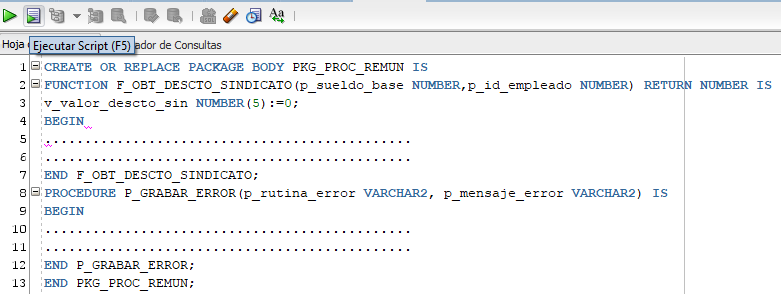 Hoja
Ejecutar Script (F5)
ador de Consultas
1 CREATE OR REPLACE PACKAGE BODY PKG_PROC_REMUN IS
2 FUNCTION F_OBT_DESCTO_SINDICATO(p_sueldo_base NUMBER,p_id_empleado NUMBER) RETURN NUMBER IS
3 v_valor_descto_sin NUMBER(5):=0;
4 BEGIN
5 ..............................................
6 ..............................................
7 END F_OBT_DESCTO_SINDICATO;
8 PROCEDURE P_GRABAR_ERROR(p_rutina_error VARCHAR2, p_mensaje_error VARCHAR2) IS
9 BEGIN
10 ..............................................
11 ..............................................
12 END P_GRABAR_ERROR;
13 END PKG_PROC_REMUN;